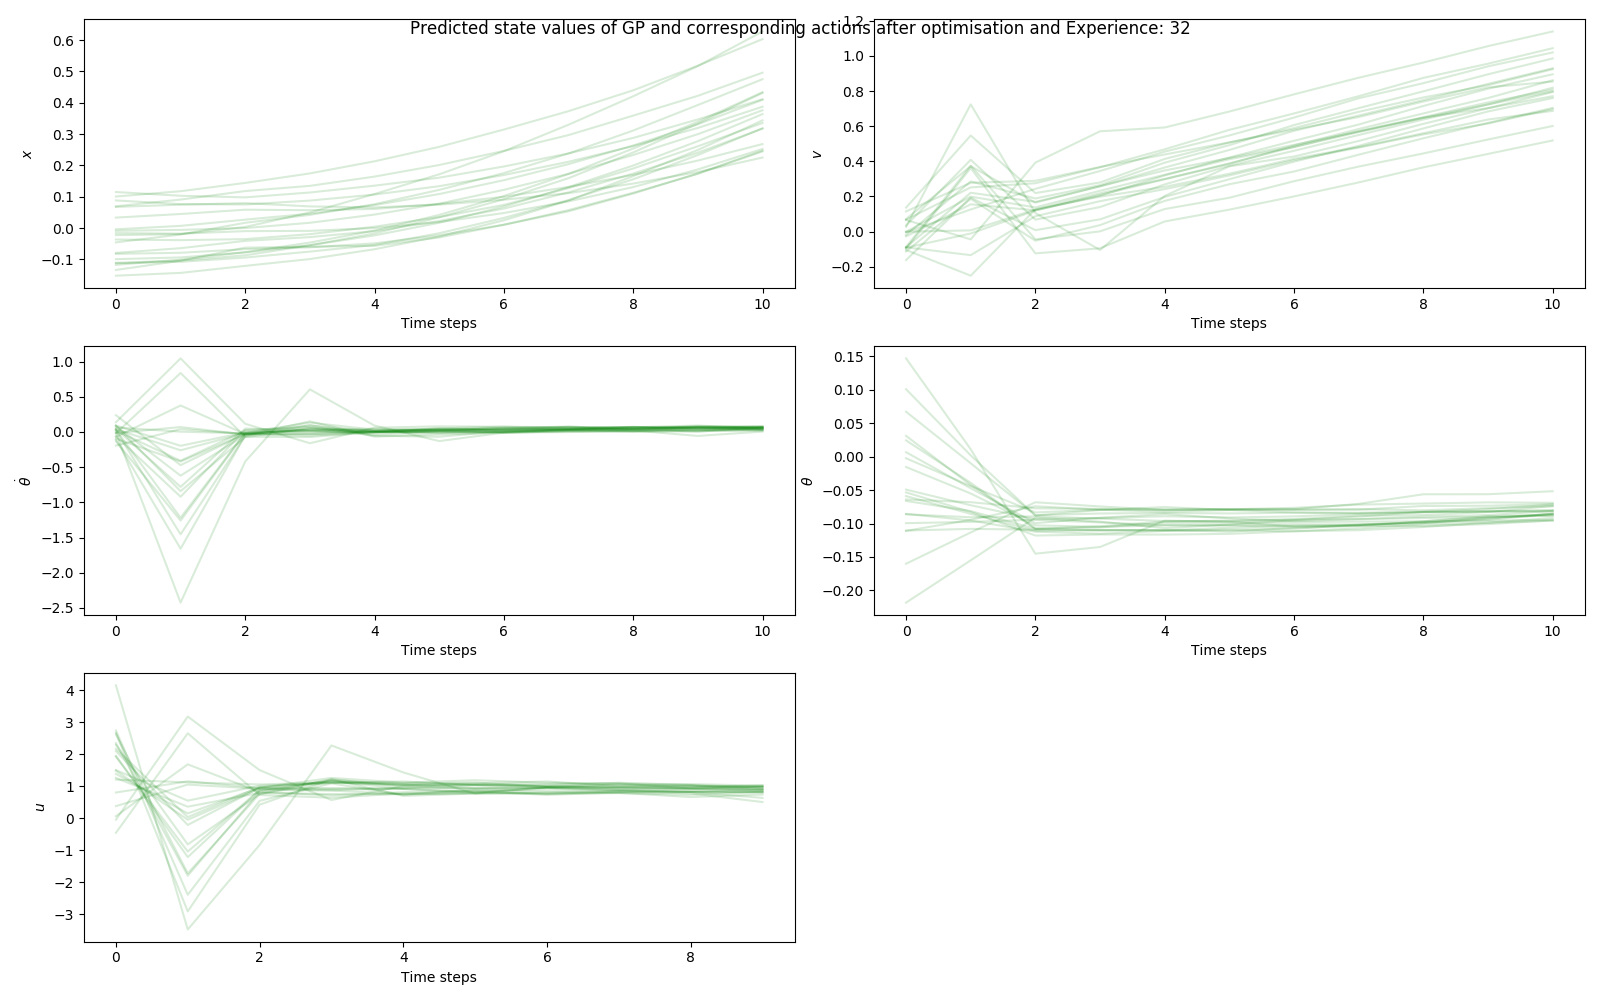 Predicted state values of GP and corresponding actions after optimisation and Experience: 32
0.6
0.5
0.4
0.3
0.2
0.1
0.0
−0.1
x
0 2 4 6 8 10
Time steps
1.2
1.0
0.8
0.6
0.4
0.2
0.0
−0.2
v
0 2 4 6 8 10
Time steps
1.0
0.5
0.0
−0.5
−1.0
−1.5
−2.0
−2.5
θ̇
0 2 4 6 8 10
Time steps
0.15
0.10
0.05
0.00
−0.05
−0.10
−0.15
−0.20
θ
0 2 4 6 8 10
Time steps
4
3
2
1
0
−1
−2
−3
u
0 2 4 6 8
Time steps